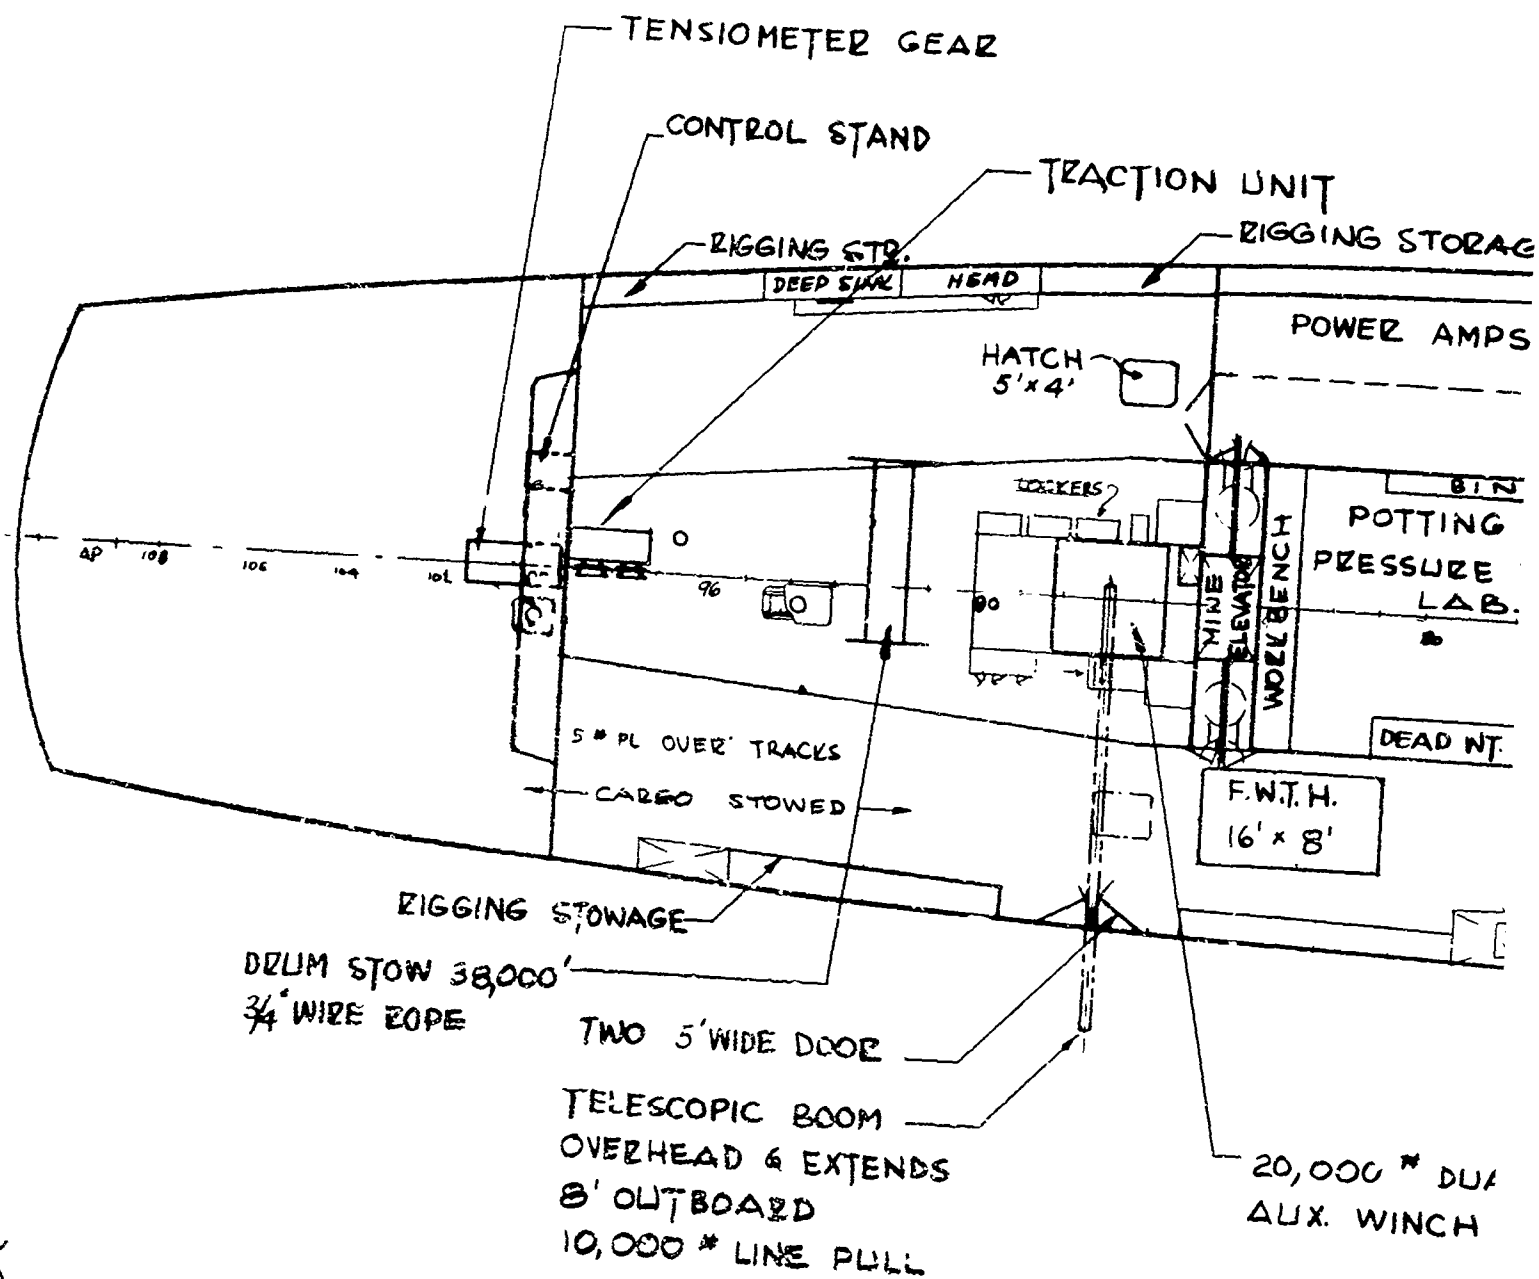 TENSIOMETER GEAR
CONTROL STAND
TRACTION UNIT
RIGGING STR.
RIGGING STORAG
DEEP SINK
HEAD
POWER AMPS
HATCH
5' x 4'
LOCKERS
BIN
POTTING
PRESSURE
LAB.
MINE
ELEVATOR
WORK BENCH
AP
108
106
104
102
96
90
80
5 # PL OVER TRACKS
CARGO STOWED
DEAD WT.
F.W.T.H.
16' x 8'
RIGGING STOWAGE
DRUM STOW 38,000'
3/4" WIRE ROPE
TWO 5' WIDE DOOR
TELESCOPIC BOOM
OVERHEAD & EXTENDS
8' OUTBOARD
10,000 # LINE PULL
20,000 # DUA
AUX. WINCH